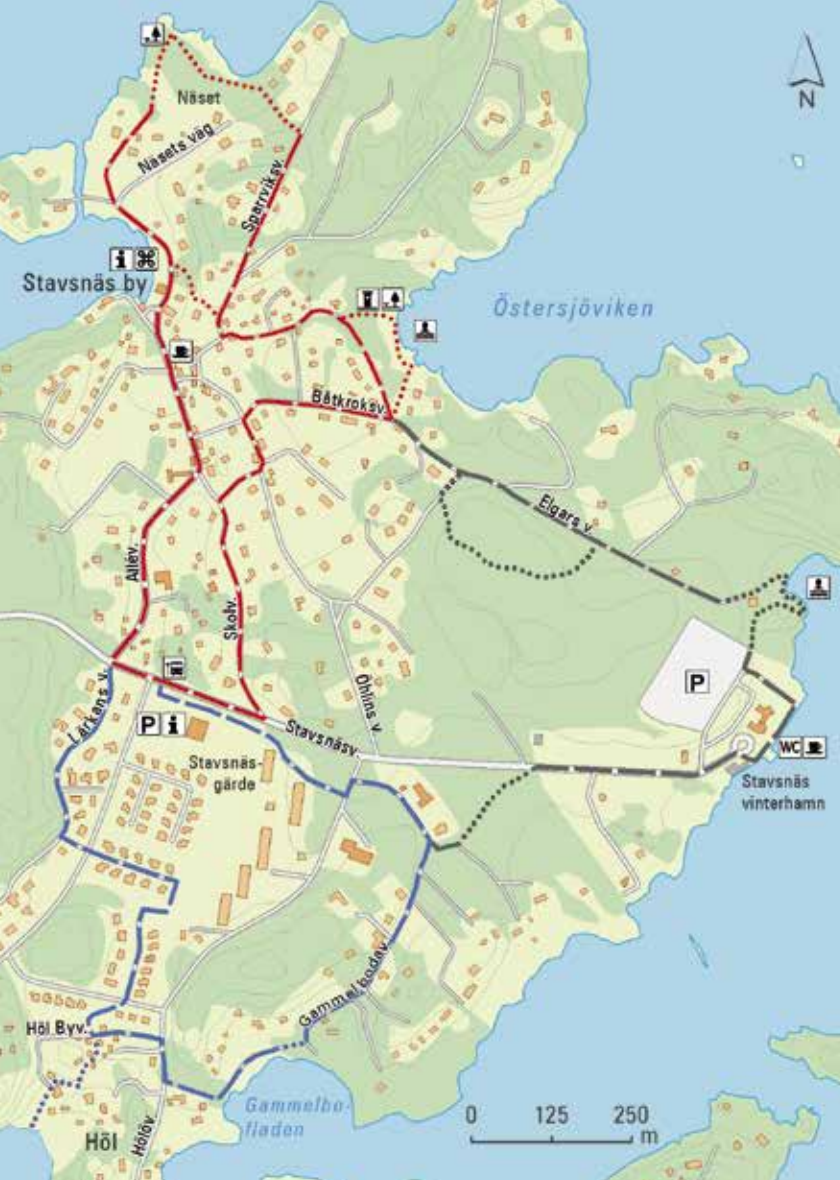 N
Näset
Näsets väg
Sparrviksv.
i
Stavsnäs by
Östersjöviken
Båtkroksv.
Elgars v.
Allév.
Skolv.
P
Öhlins v
Lärkans v.
P i
Stavsnäsv
Stavsnäs-
gärde
WC
Stavsnäs
vinterhamn
Gammelbodav.
Höl Byv.
Gammelbo-
fladen
Höl
Hölöv
0 125 250
m